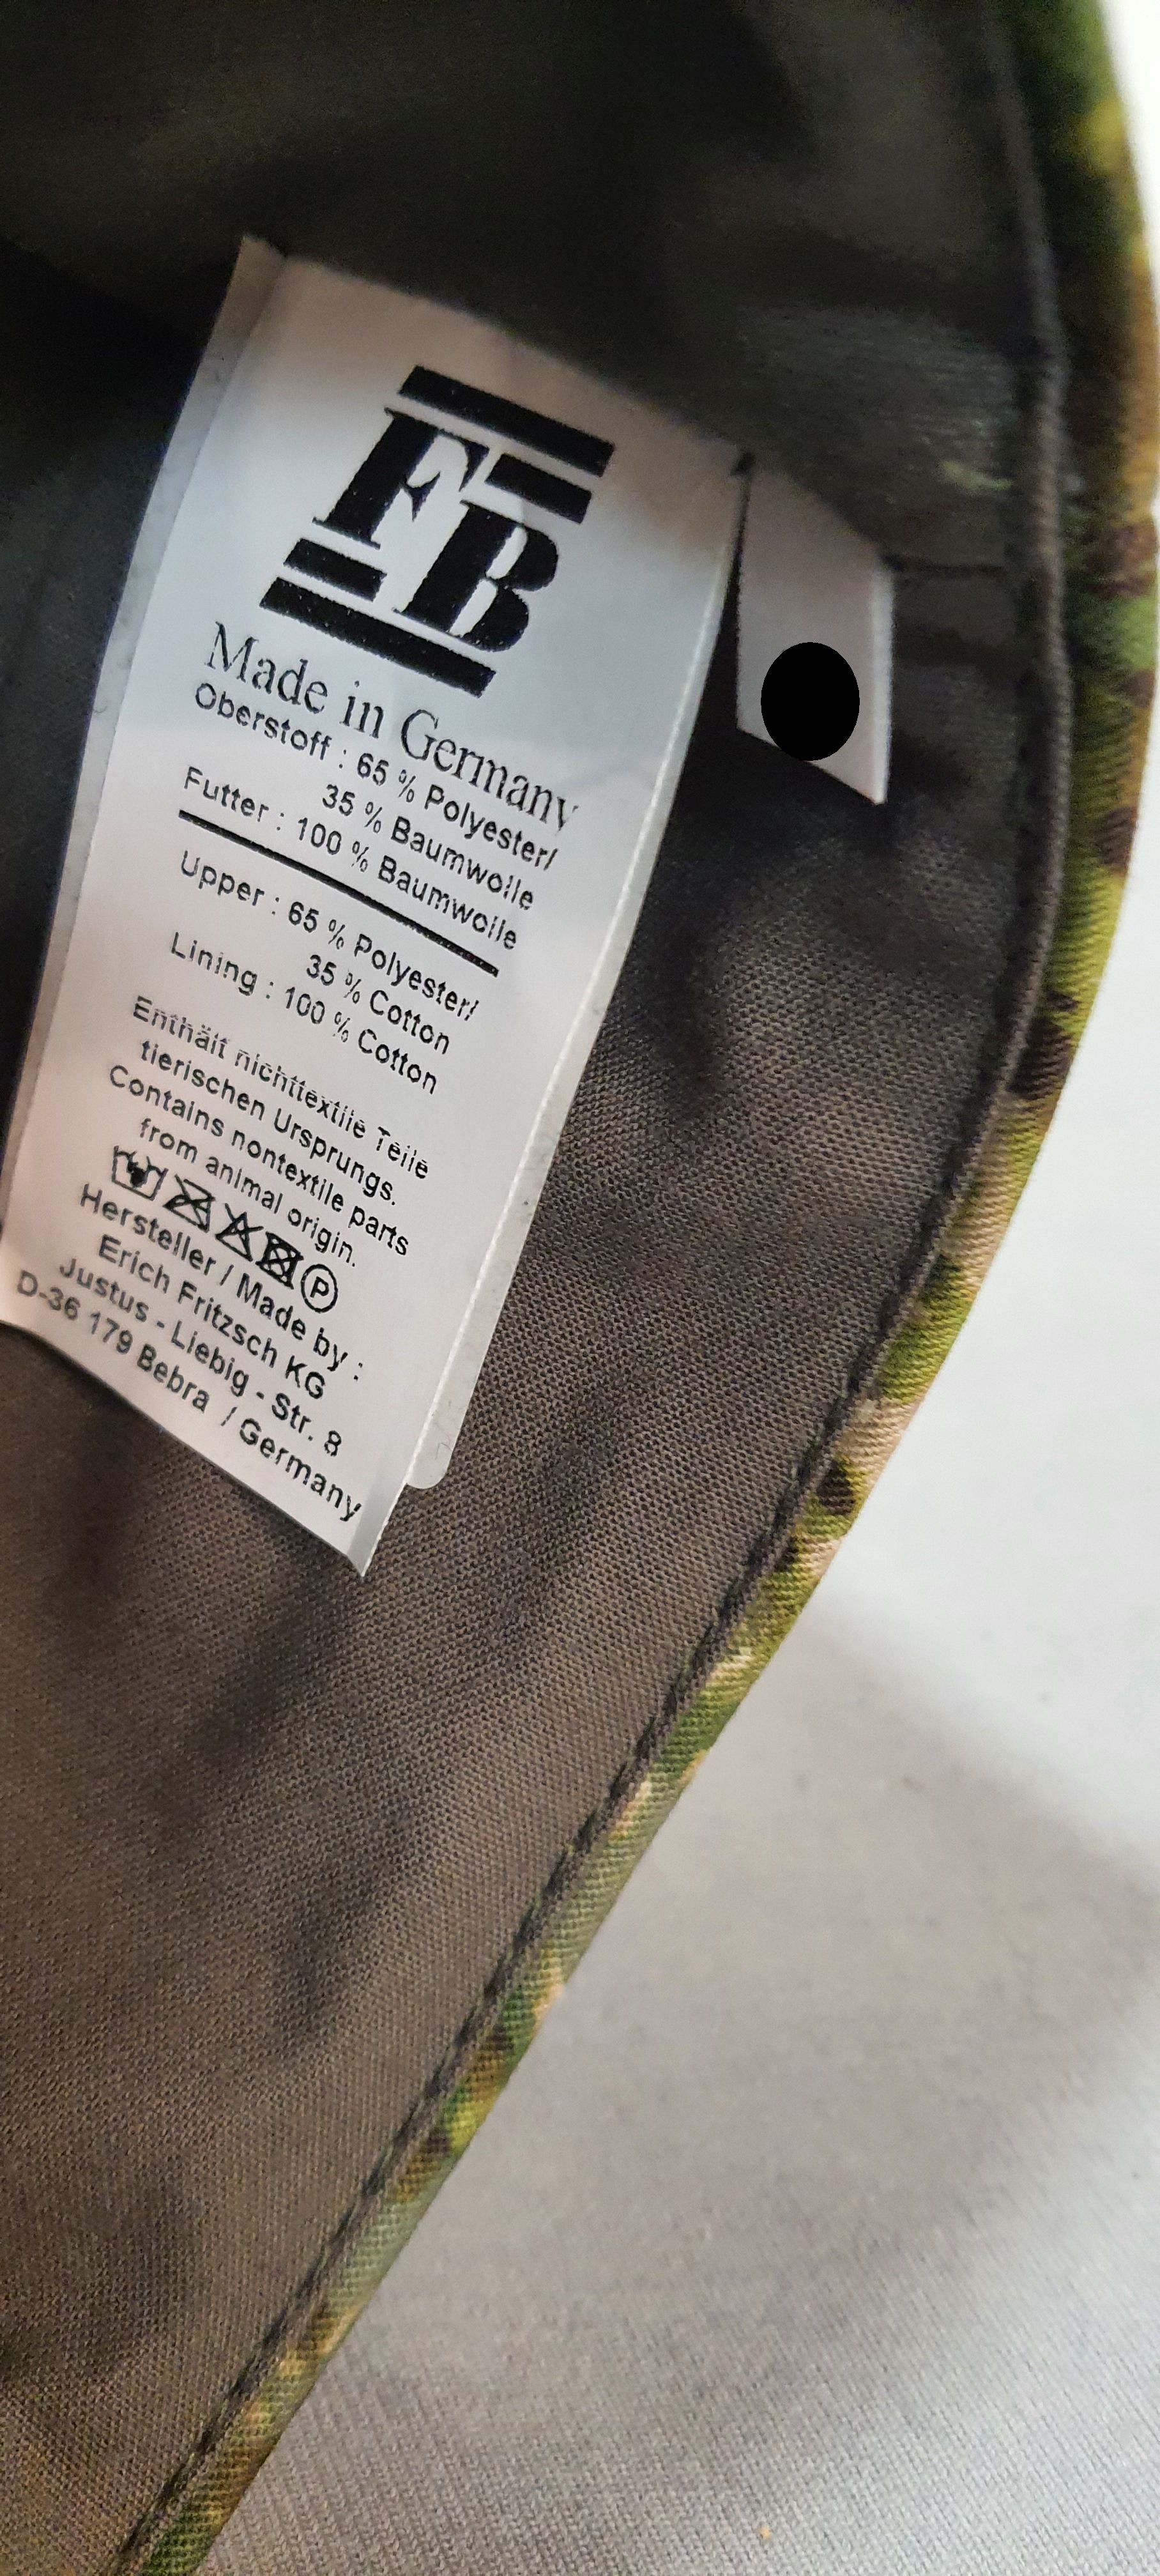 FB
Made in Germany
Oberstoff : 65 % Polyester/
35 % Baumwolle
Futter : 100 % Baumwolle
Upper : 65 % Polyester/
35 % Cotton
Lining : 100 % Cotton
Enthält nichttextile Teile
tierischen Ursprungs.
Contains nontextile parts
from animal origin.
P
Hersteller / Made by :
Erich Fritzsch KG
Justus - Liebig - Str. 8
D-36 179 Bebra / Germany